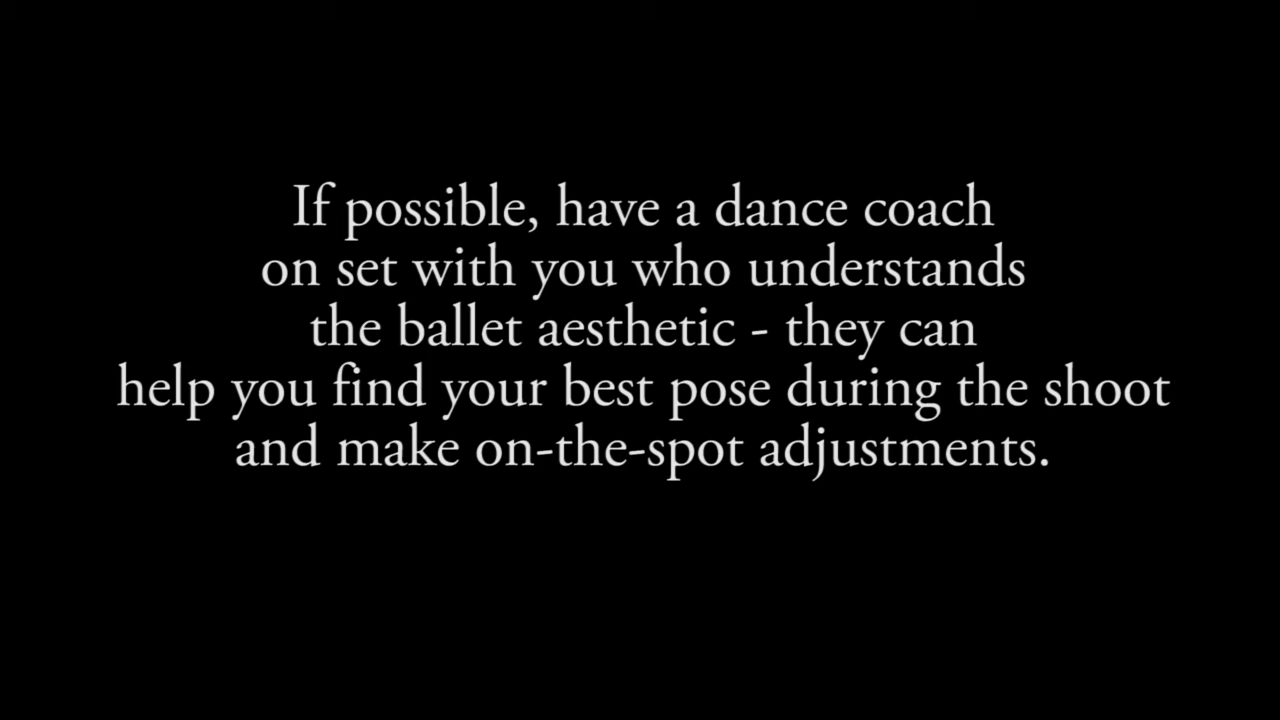 If possible, have a dance coach
on set with you who understands
the ballet aesthetic - they can
help you find your best pose during the shoot
and make on-the-spot adjustments.